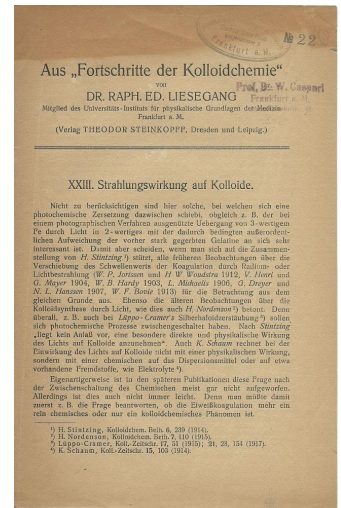 Frankfurt a. M.
№ 22
Aus „Fortschritte der Kolloidchemie“
von
DR. RAPH. ED. LIESEGANG
Prof. Dr. W. Caspari
Frankfurt a. M.
Mitglied des Universitäts-Instituts für physikalische Grundlagen der Medizin
Frankfurt a. M.
(Verlag THEODOR STEINKOPFF, Dresden und Leipzig.)
XXIII. Strahlungswirkung auf Kolloide.
Nicht zu berücksichtigen sind hier solche, bei welchen sich eine
photochemische Zersetzung dazwischen schiebt, obgleich z. B. der bei
einem photographischen Verfahren ausgenützte Uebergang von 3-wertigem
Fe durch Licht in 2-wertiges mit der dadurch bedingten außerordent-
lichen Aufweichung der vorher stark gegerbten Gelatine an sich sehr
interessant ist. Damit aber scheiden, wenn man sich auf die Zusammen-
stellung von H. Stintzing ¹) stützt, alle früheren Beobachtungen über die
Verschiebung des Schwellenwerts der Koagulation durch Radium- oder
Lichtbestrahlung (W. P. Jorissen und H. W. Woudstra 1912, V. Henri und
G. Mayer 1904, W. B. Hardy 1903, L. Michaelis 1906, G. Dreyer und
N. L. Hanssen 1907, W. F. Bovie 1913) für die Betrachtung aus dem
gleichen Grunde aus. Ebenso die älteren Beobachtungen über die
Kolloidsynthese durch Licht, wie dies auch H. Nordenson ²) betont. Denn
überall, z. B. auch bei Lüppo-Cramer's Silberhaloidzerstäubung ³) sollen
sich photochemische Prozesse zwischengeschaltet haben. Nach Stintzing
„liegt kein Anlaß vor, eine besondere direkte und physikalische Wirkung
des Lichts auf Kolloide anzunehmen“. Auch K. Schaum rechnet bei der
Einwirkung des Lichts auf Kolloide nicht mit einer physikalischen Wirkung,
sondern mit einer chemischen auf das Dispersionsmittel oder auf etwa
vorhandene Fremdstoffe, wie Elektrolyte ⁴).
Eigenartigerweise ist in den späteren Publikationen diese Frage nach
der Zwischenschaltung des Chemischen meist gar nicht aufgeworfen.
Allerdings ist dies auch nicht immer leicht. Denn man müßte damit
zuerst z. B. die Frage beantworten, ob die Eiweißkoagulation mehr ein
rein chemisches oder nur ein kolloidchemisches Phänomen ist.
¹) H. Stintzing, Kolloidchem. Beih. 6, 239 (1914).
²) H. Nordenson, Kolloidchem. Beih. 7, 110 (1915).
³) Lüppo-Cramer, Koll.-Zeitschr. 17, 51 (1915); 21, 28, 154 (1917).
⁴) K. Schaum, Koll.-Zeitschr. 15, 103 (1914).